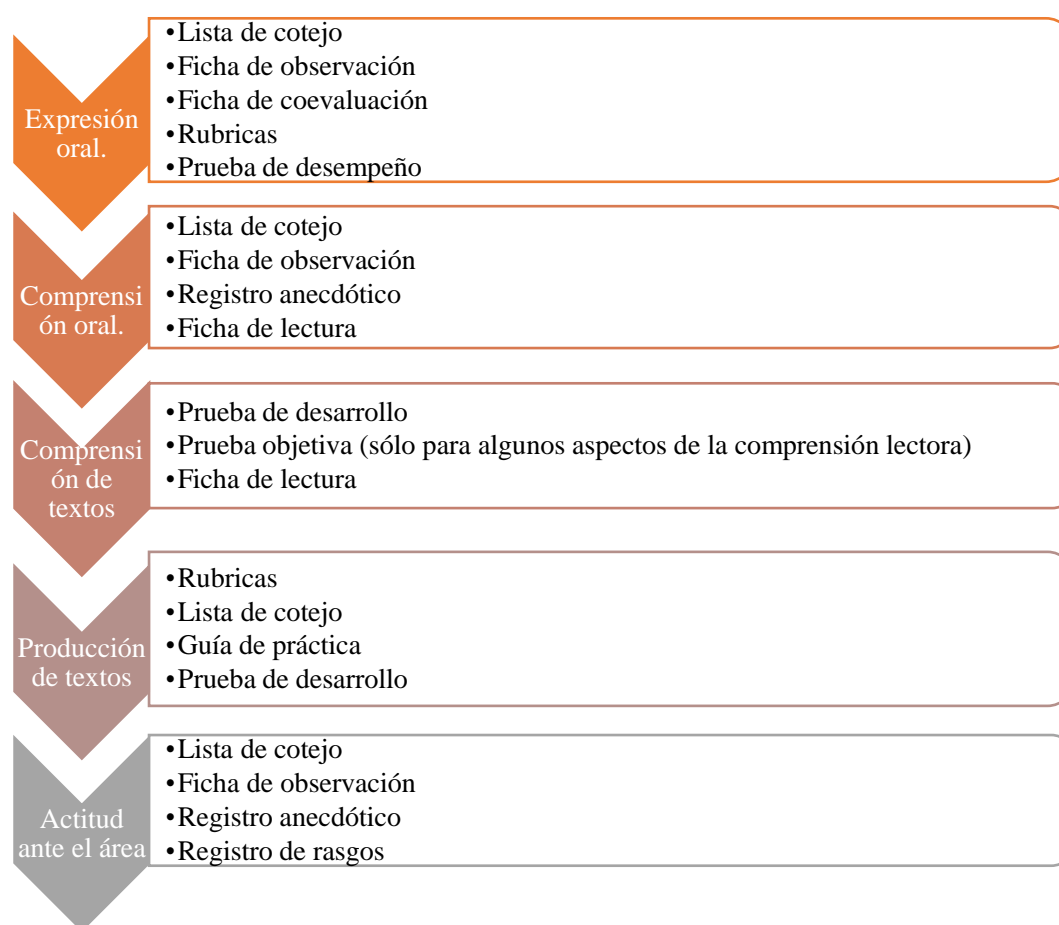 Expresión
oral.
•Lista de cotejo
•Ficha de observación
•Ficha de coevaluación
•Rubricas
•Prueba de desempeño
Comprensi
ón oral.
•Lista de cotejo
•Ficha de observación
•Registro anecdótico
•Ficha de lectura
Comprensi
ón de
textos
•Prueba de desarrollo
•Prueba objetiva (sólo para algunos aspectos de la comprensión lectora)
•Ficha de lectura
Producción
de textos
•Rubricas
•Lista de cotejo
•Guía de práctica
•Prueba de desarrollo
Actitud
ante el área
•Lista de cotejo
•Ficha de observación
•Registro anecdótico
•Registro de rasgos